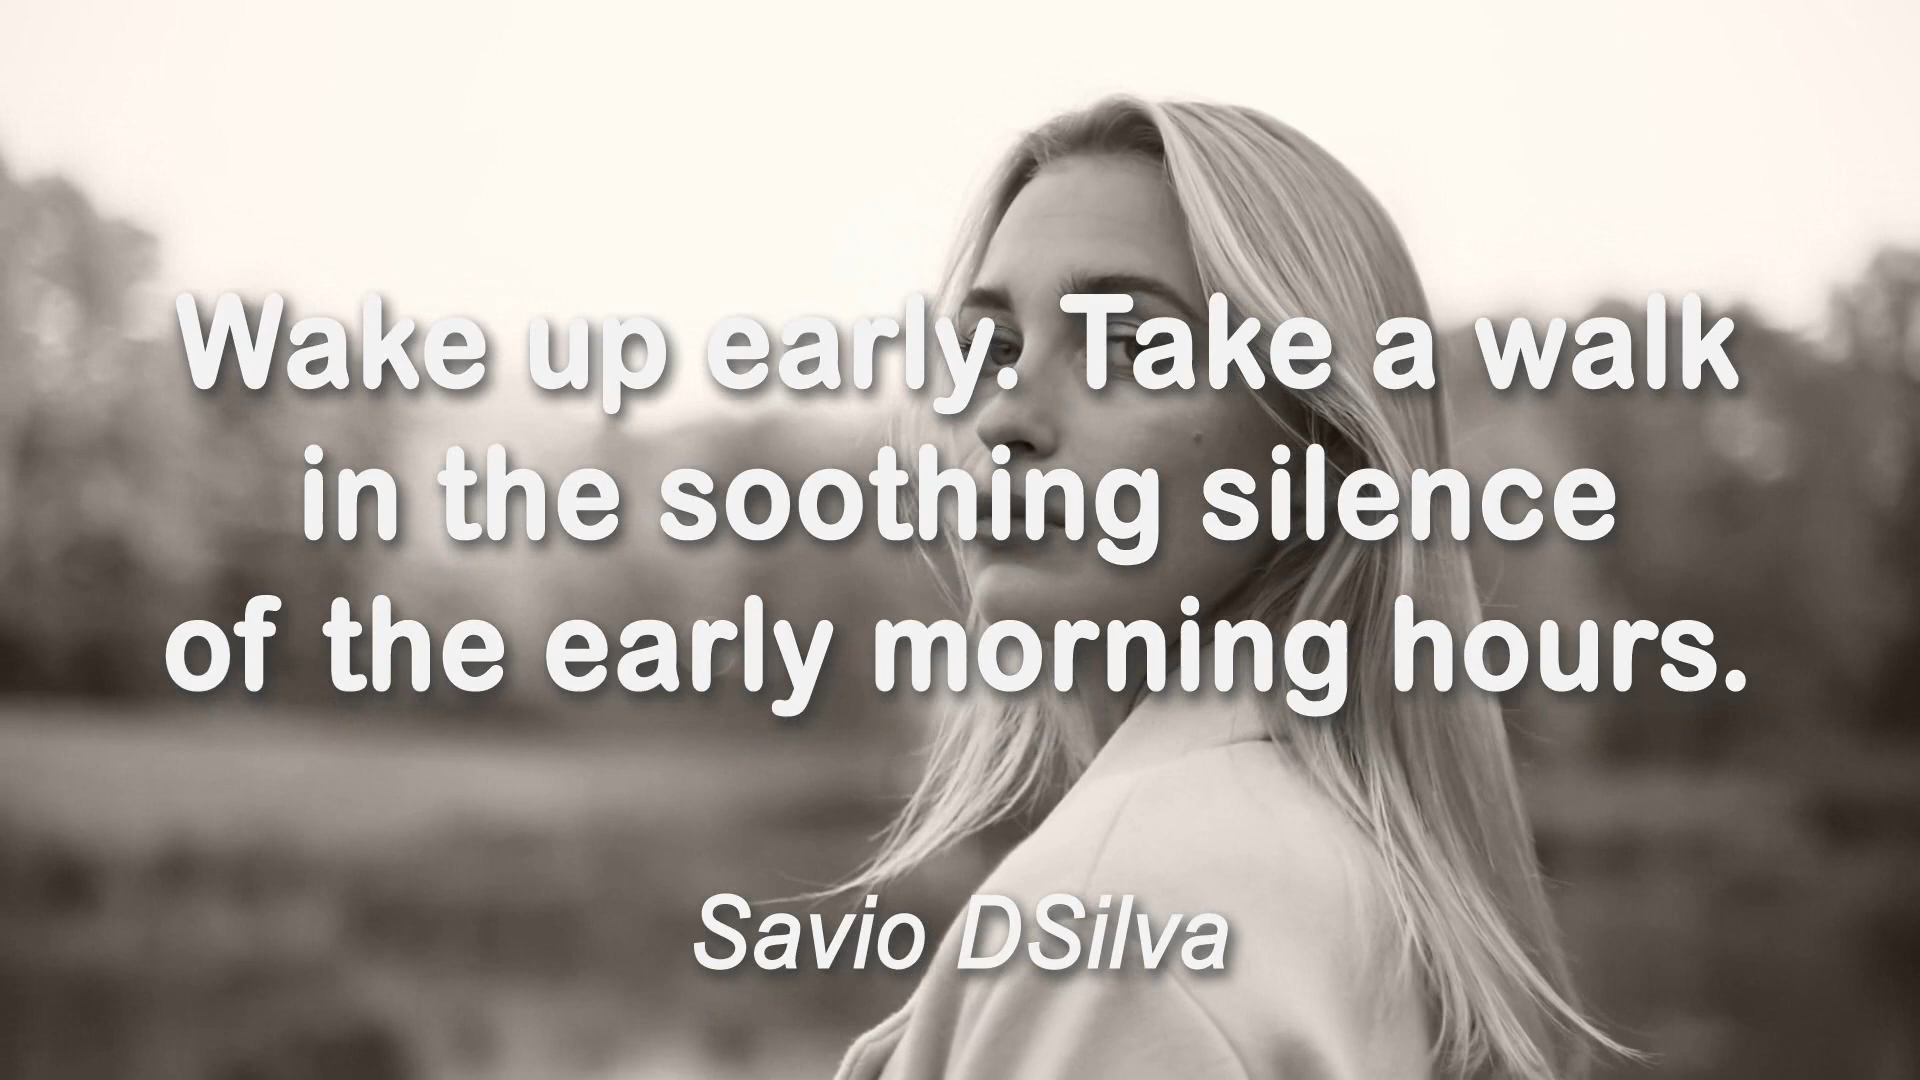 Wake up early. Take a walk
in the soothing silence
of the early morning hours.
Savio DSilva